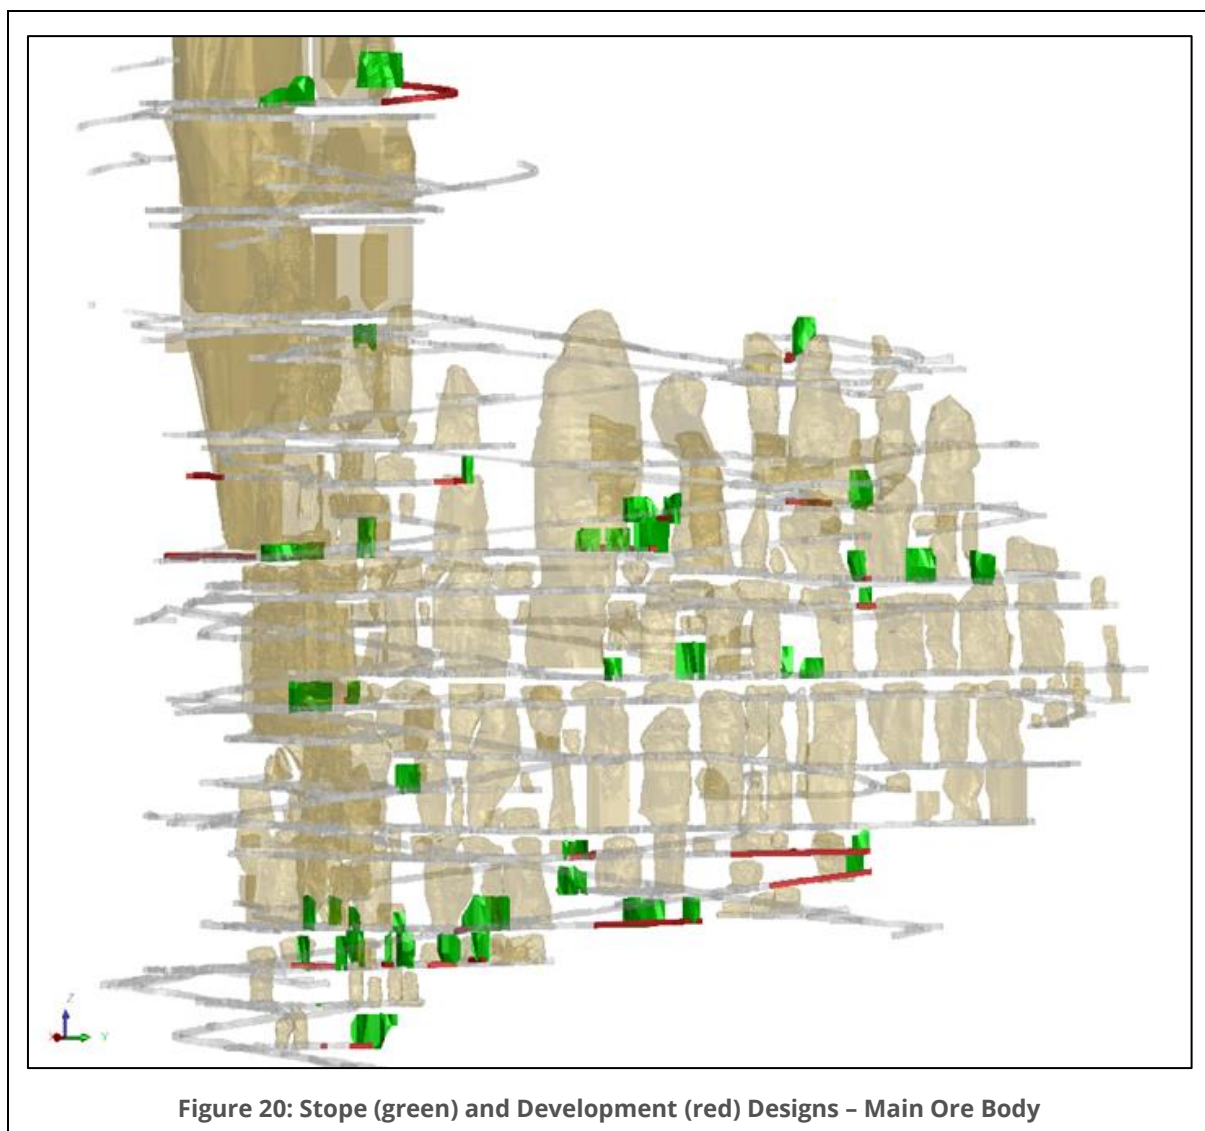 Z
Y
Figure 20: Stope (green) and Development (red) Designs – Main Ore Body